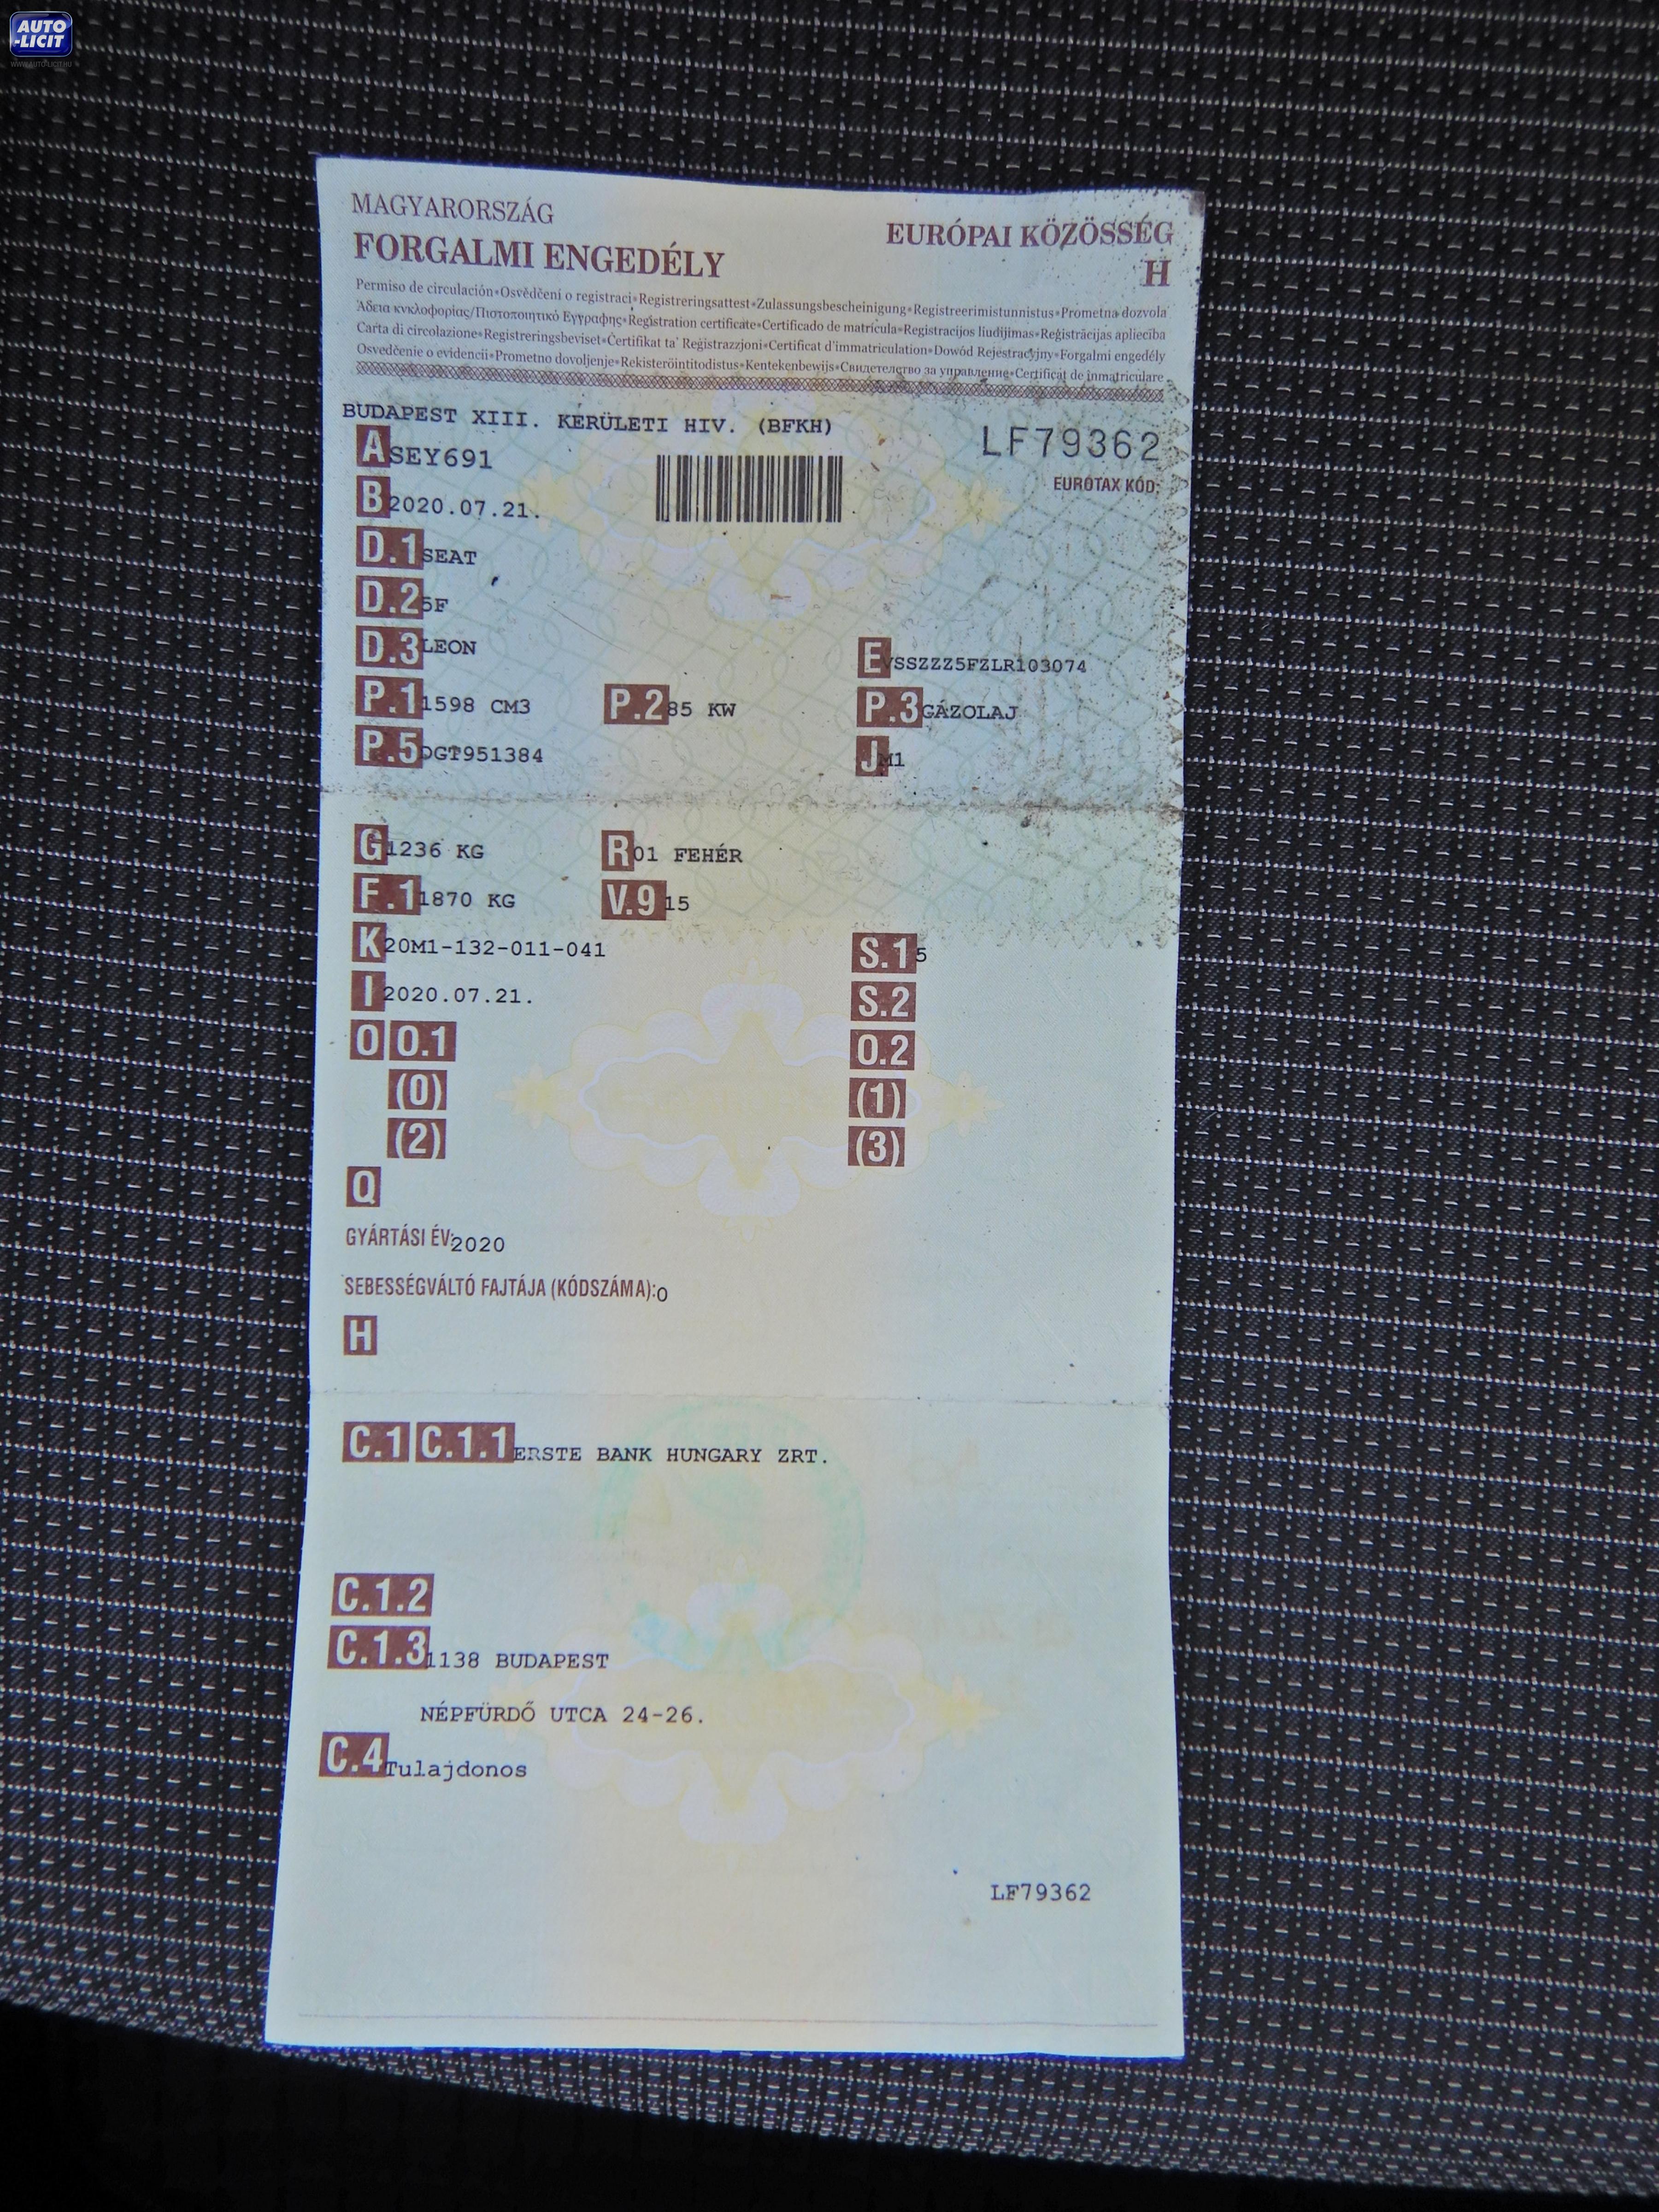 AUTO
-LICIT
WWW.AUTO-LICIT.HU
MAGYARORSZÁG
FORGALMI ENGEDÉLY
EURÓPAI KÖZÖSSÉG
H
Permiso de circulación•Osvědčení o registraci•Registreringsattest•Zulassungsbescheinigung•Registreerimistunnistus•Prometna dozvola
Άδεια κυκλοφορίας/Πιστοποιητικό Εγγραφης•Registration certificate•Certificado de matrícula•Registracijos liudijimas•Reģistrācijas apliecība
Carta di circolazione•Registreringsbeviset•Ċertifikat ta' Reġistrazzjoni•Certificat d'immatriculation•Dowód Rejestracyjny•Forgalmi engedély
Osvedčenie o evidencii•Prometno dovoljenje•Rekisteröintitodistus•Kentekenbewijs•Свидетелство за управление•Certificat de inmatriculare
BUDAPEST XIII. KERÜLETI HIV. (BFKH)
LF79362
A SEY691
EUROTAX KÓD:
B 2020.07.21.
D.1 SEAT
D.2 5F
D.3 LEON
E VSSZZZ5FZLR103074
P.1 1598 CM3 P.2 85 KW P.3 GÁZOLAJ
P.5 DGT951384 J M1
G 1236 KG R 01 FEHÉR
F.1 1870 KG V.9 15
K 20M1-132-011-041 S.1 5
I 2020.07.21. S.2
O O.1 O.2
(0) (1)
(2) (3)
Q
GYÁRTÁSI ÉV: 2020
SEBESSÉGVÁLTÓ FAJTÁJA (KÓDSZÁMA): 0
H
C.1 C.1.1 ERSTE BANK HUNGARY ZRT.
C.1.2
C.1.3 1138 BUDAPEST
NÉPFÜRDŐ UTCA 24-26.
C.4 Tulajdonos
LF79362